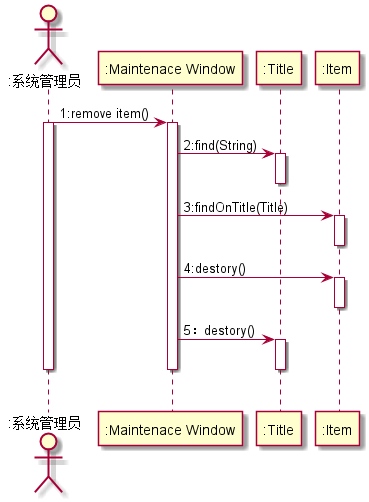 :系统管理员
:Maintenace Window
:Title
:Item
1:remove item()
2:find(String)
3:findOnTitle(Title)
4:destory()
5：destory()
:系统管理员
:Maintenace Window
:Title
:Item